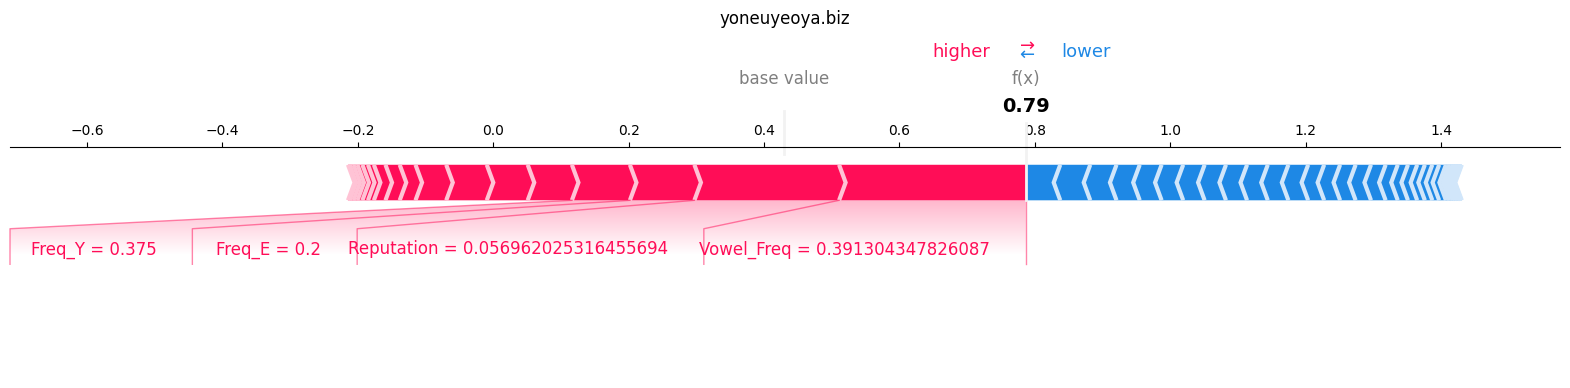 yoneuyeoya.biz
higher ⇄ lower
base value f(x)
0.79
−0.6 −0.4 −0.2 0.0 0.2 0.4 0.6 0.8 1.0 1.2 1.4
Freq_Y = 0.375 Freq_E = 0.2 Reputation = 0.056962025316455694 Vowel_Freq = 0.391304347826087